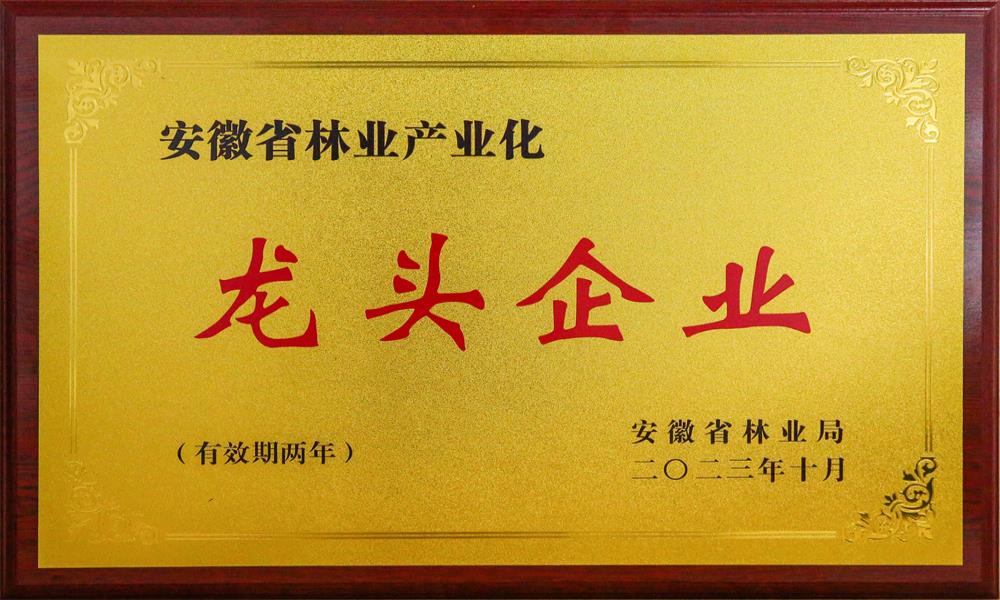 安徽省林业产业化
龙头企业
（有效期两年）
安徽省林业局
二〇二三年十月